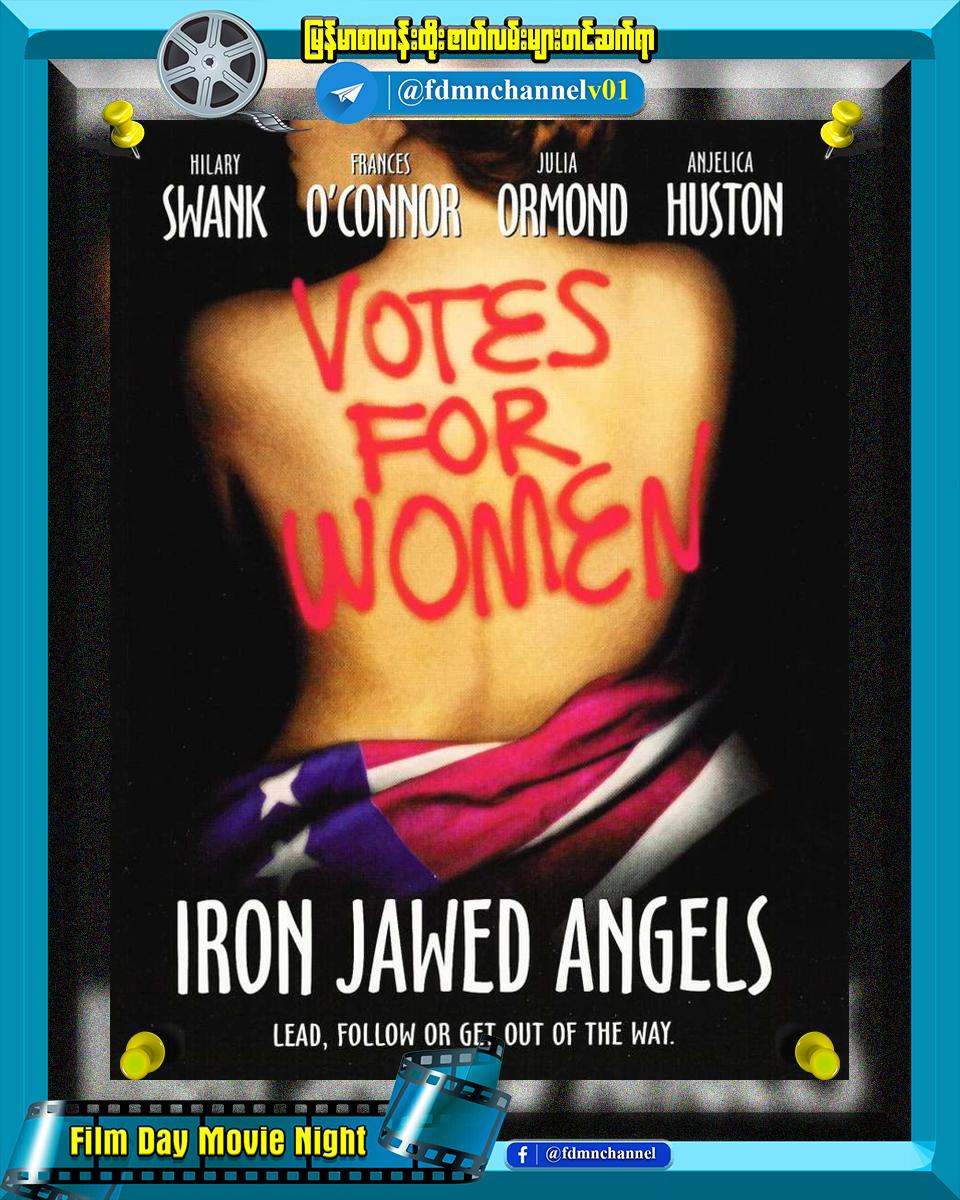 မြန်မာစာတန်းထိုးဇာတ်လမ်းများတင်ဆက်ရာ
@fdmnchannelv01
HILARY SWANK
FRANCES O'CONNOR
JULIA ORMOND
ANJELICA HUSTON
VOTES
FOR
WOMEN
IRON JAWED ANGELS
LEAD, FOLLOW OR GET OUT OF THE WAY.
Film Day Movie Night
@fdmnchannel